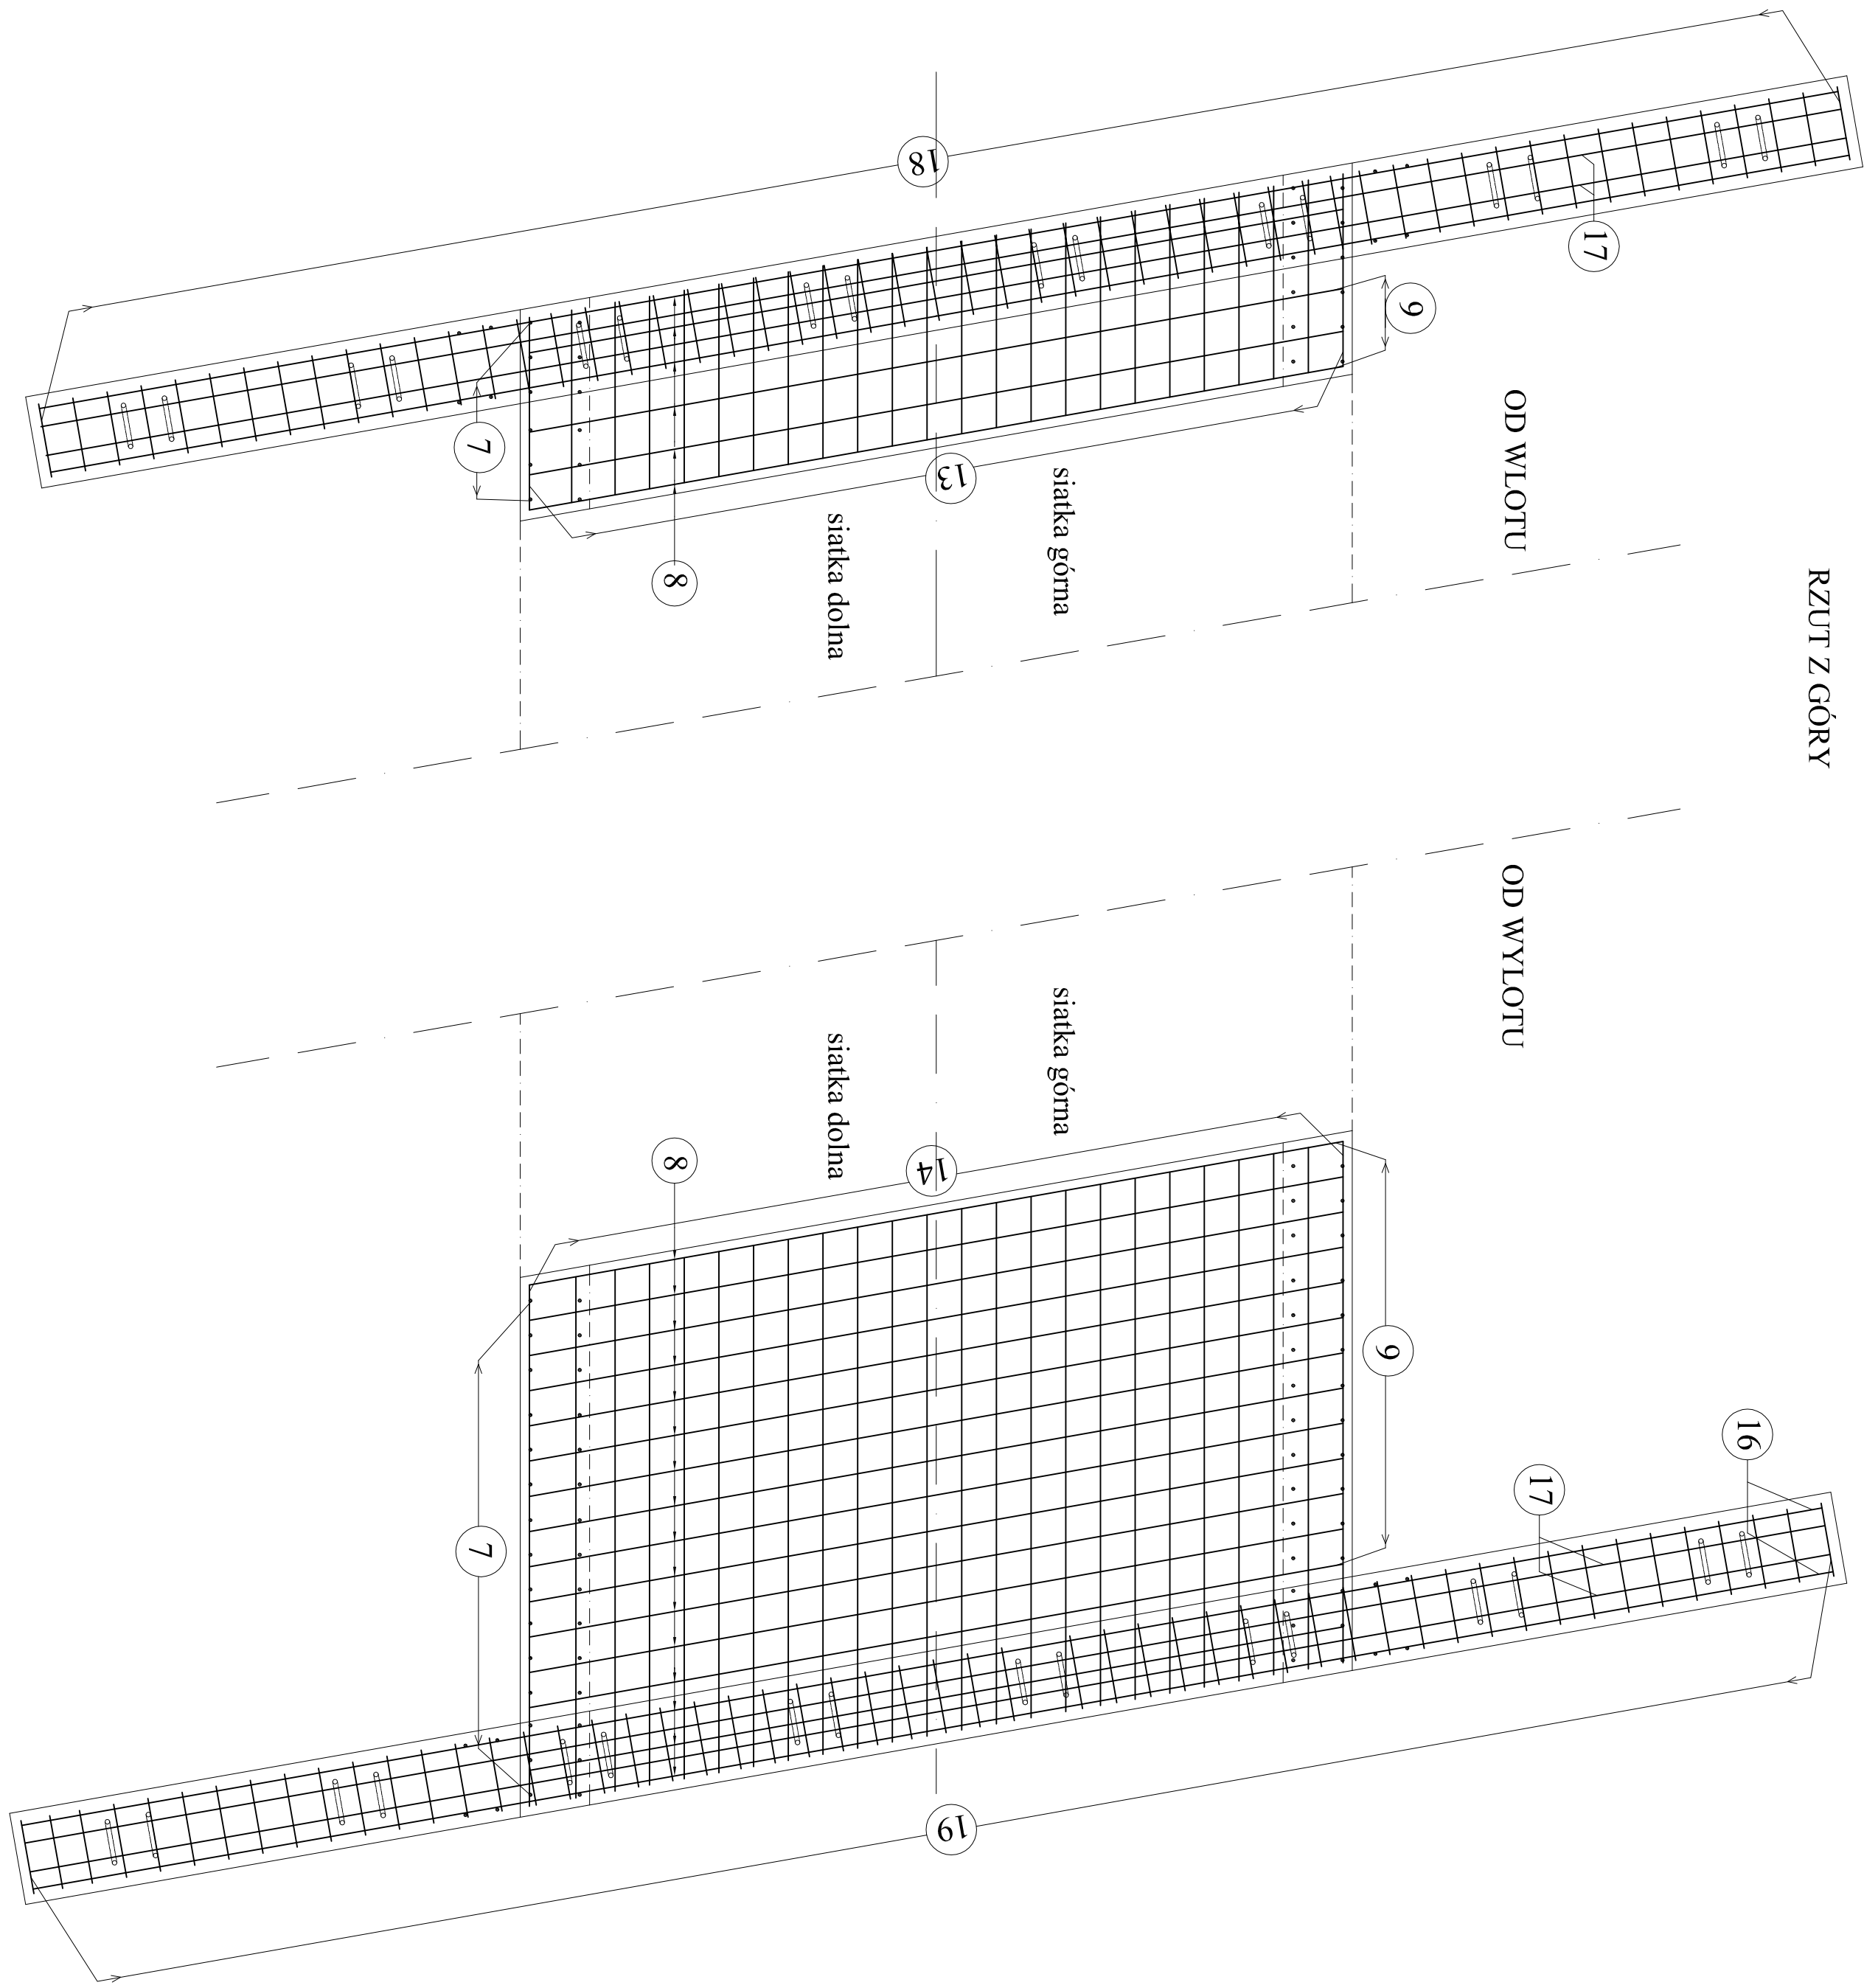 RZUT Z GÓRY
16
17
17
OD WLOTU
OD WYLOTU
9
9
siatka górna
siatka górna
18
13
14
19
siatka dolna
siatka dolna
8
8
7
7